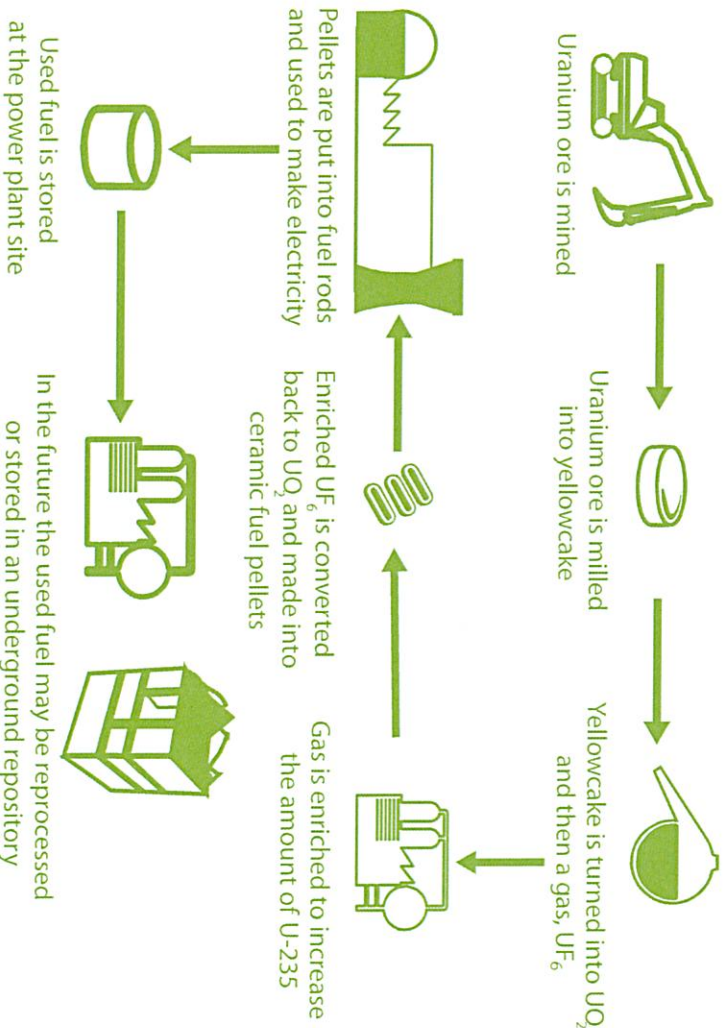 Uranium ore is mined
Uranium ore is milled
into yellowcake
Yellowcake is turned into UO₂
and then a gas, UF₆
Gas is enriched to increase
the amount of U-235
Enriched UF₆ is converted
back to UO₂ and made into
ceramic fuel pellets
Pellets are put into fuel rods
and used to make electricity
Used fuel is stored
at the power plant site
In the future the used fuel may be reprocessed
or stored in an underground repository